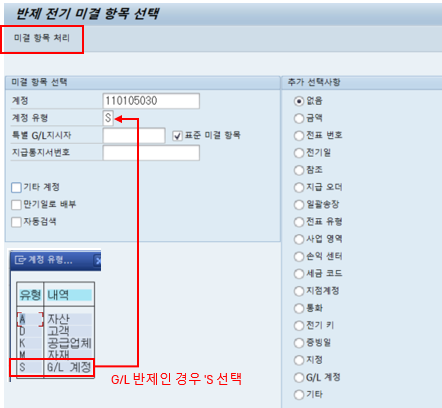 반제 전기 미결 항목 선택
미결 항목 처리
미결 항목 선택
계정 110105030
계정 유형 S
특별 G/L지시자 표준 미결 항목
지급통지서번호
기타 계정
만기일로 배부
자동검색
추가 선택사항
없음
금액
전표 번호
전기일
참조
지급 오더
일괄송장
전표 유형
사업 영역
손익 센터
세금 코드
지점계정
통화
전기 키
증빙일
지정
G/L 계정
기타
계정 유형...
유형 내역
A 자산
D 고객
K 공급업체
M 자재
S G/L 계정
G/L 반제인 경우 'S 선택